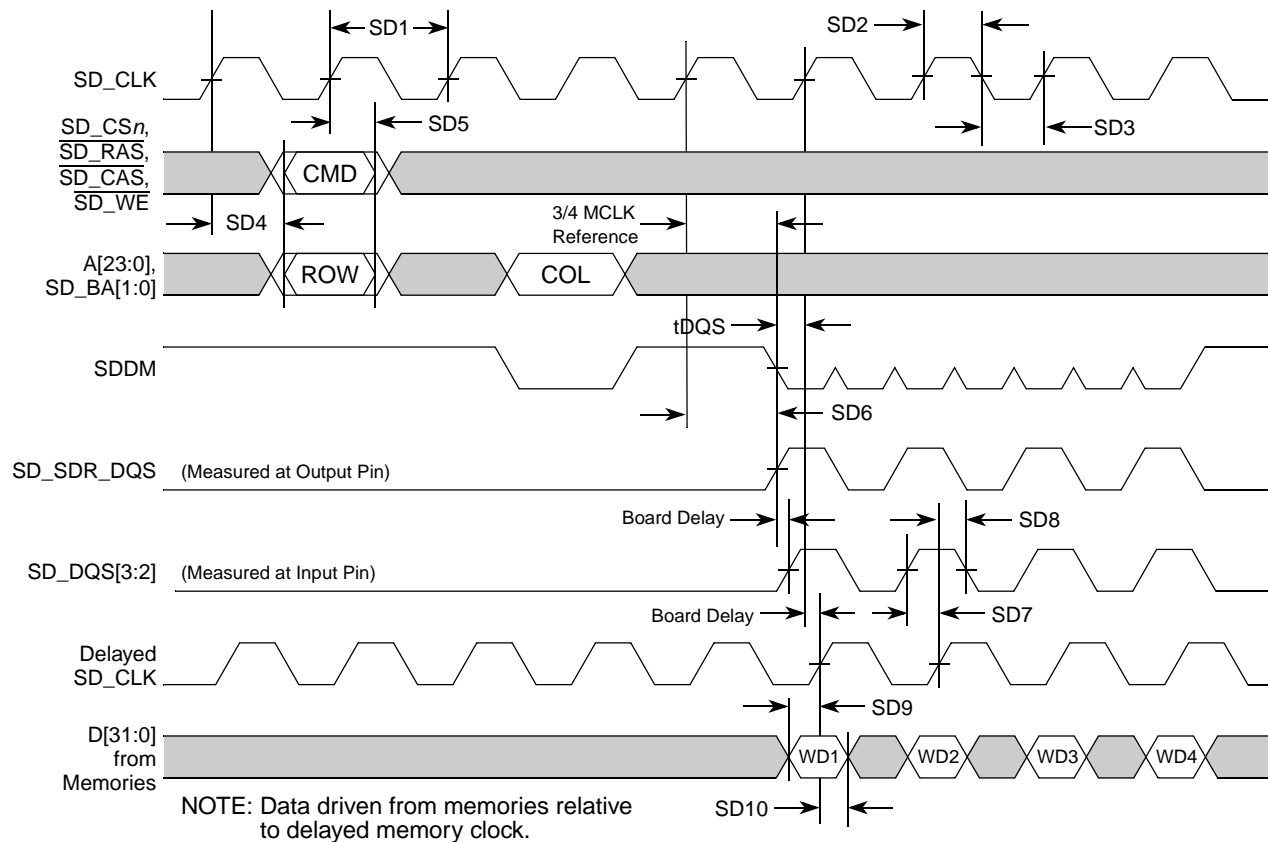 SD1
SD2
SD_CLK
SD5
SD3
SD_CSn,
SD_RAS,
SD_CAS,
SD_WE
CMD
SD4
3/4 MCLK
Reference
A[23:0],
SD_BA[1:0]
ROW
COL
tDQS
SDDM
SD6
SD_SDR_DQS
(Measured at Output Pin)
Board Delay
SD8
SD_DQS[3:2]
(Measured at Input Pin)
Board Delay
SD7
Delayed
SD_CLK
SD9
D[31:0]
from
Memories
WD1
WD2
WD3
WD4
NOTE: Data driven from memories relative
to delayed memory clock.
SD10